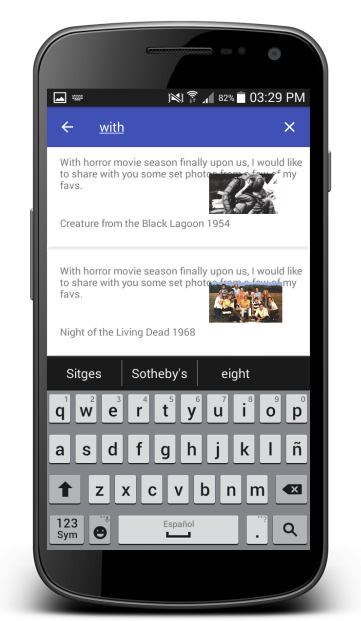 82% 03:29 PM
with
With horror movie season finally upon us, I would like
to share with you some set photos from a few of my
favs.
Creature from the Black Lagoon 1954
With horror movie season finally upon us, I would like
to share with you some set photos from a few of my
favs.
Night of the Living Dead 1968
Sitges Sotheby's eight
1 2 3 4 5 6 7 8 9 0
q w e r t y u i o p
a s d f g h j k l ñ
z x c v b n m
123
Sym
Español
.